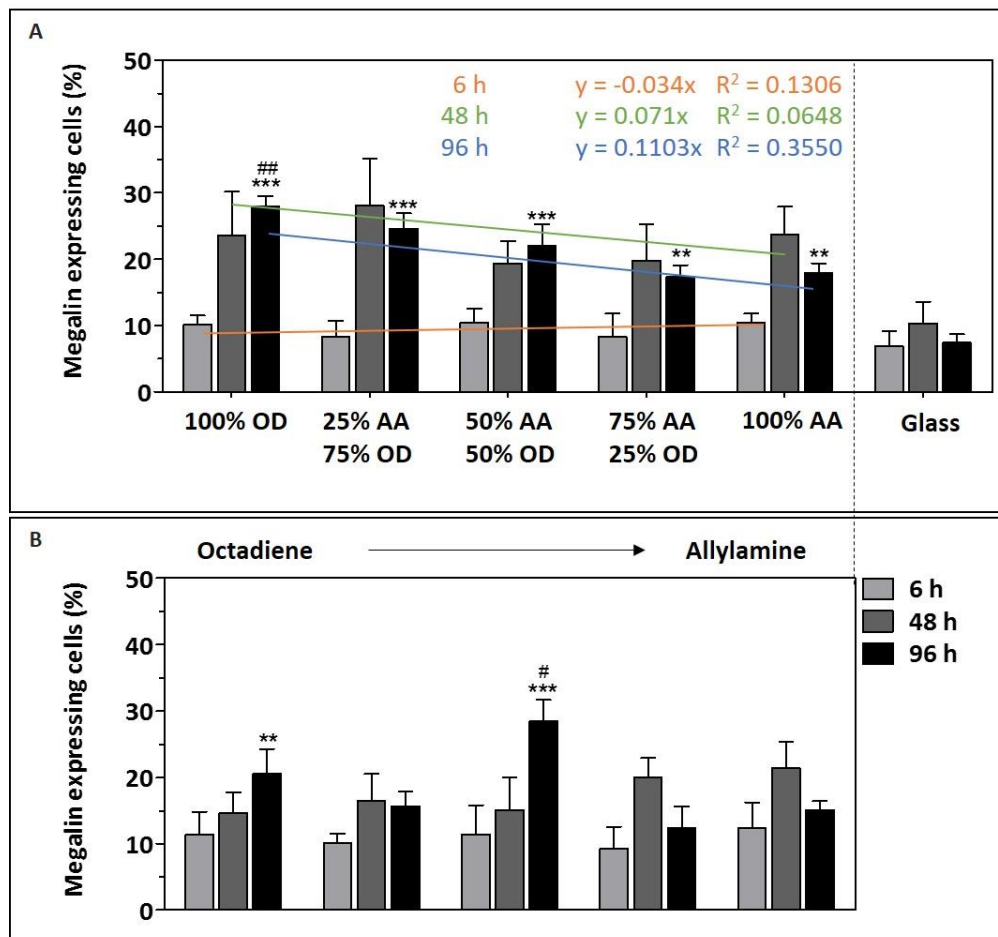 A
50
40
30
20
10
0
Megalin expressing cells (%)
6 h y = -0.034x R² = 0.1306
48 h y = 0.071x R² = 0.0648
96 h y = 0.1103x R² = 0.3550
##
***
***
***
**
**
100% OD 25% AA 50% AA 75% AA 100% AA Glass
75% OD 50% OD 25% OD
B
Octadiene Allylamine
50
40
30
20
10
0
Megalin expressing cells (%)
**
#
***
6 h
48 h
96 h